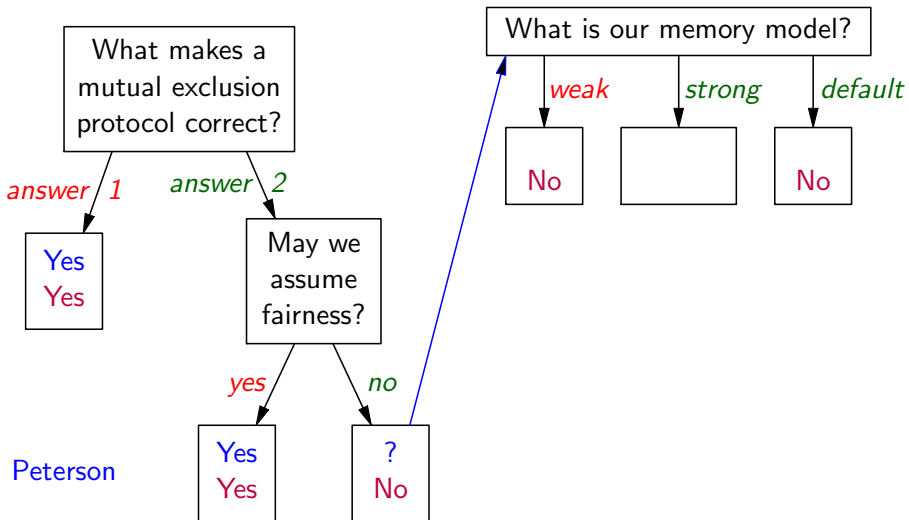 What makes a
mutual exclusion
protocol correct?
answer 1
answer 2
Yes
Yes
May we
assume
fairness?
yes
no
Yes
Yes
?
No
Peterson
What is our memory model?
weak
strong
default
No
No